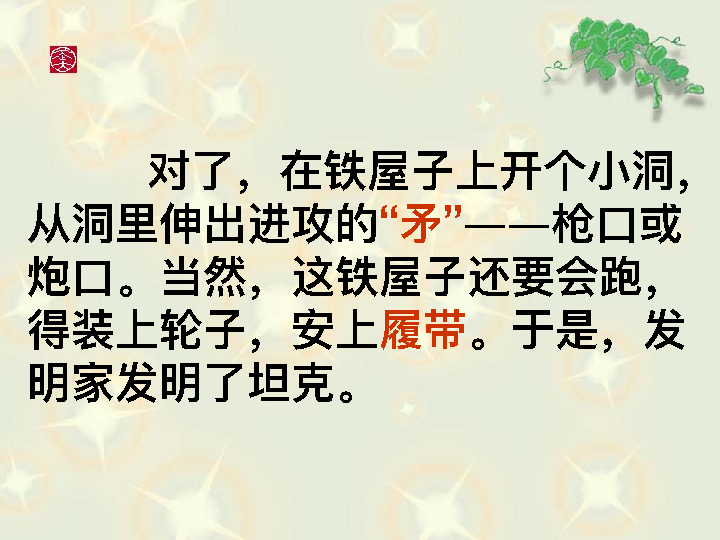 对了，在铁屋子上开个小洞，
从洞里伸出进攻的“矛”——枪口或
炮口。当然，这铁屋子还要会跑，
得装上轮子，安上履带。于是，发
明家发明了坦克。